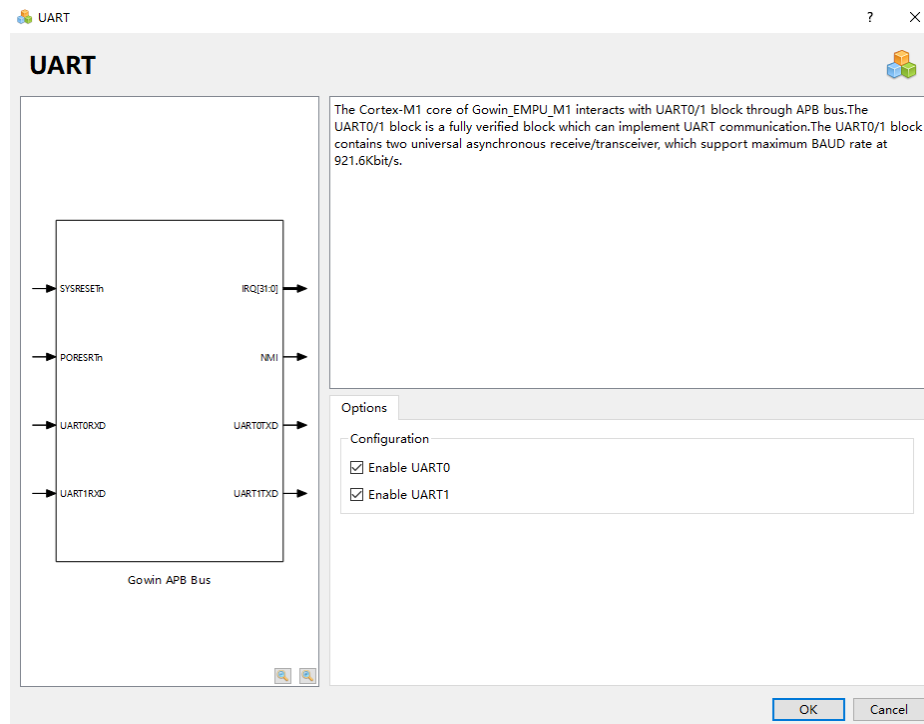 UART
?
UART
The Cortex-M1 core of Gowin_EMPU_M1 interacts with UART0/1 block through APB bus.The
UART0/1 block is a fully verified block which can implement UART communication.The UART0/1 block
contains two universal asynchronous receive/transceiver, which support maximum BAUD rate at
921.6Kbit/s.
SYSRESETn
IRQ[31:0]
PORESRTn
NMI
UART0RXD
UART0TXD
UART1RXD
UART1TXD
Gowin APB Bus
Options
Configuration
Enable UART0
Enable UART1
OK
Cancel